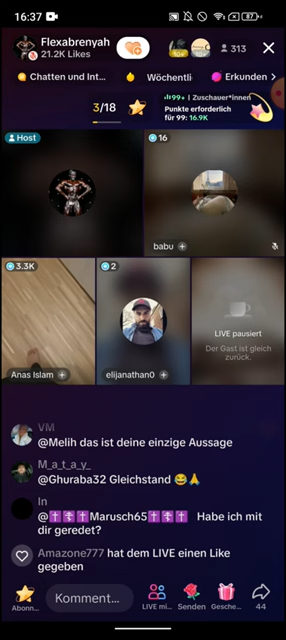 16:37
87
Flexabrenyah
21.2K Likes
313
Chatten und Int...
Wöchentli
Erkunden
3/18
99+ | Zuschauer*innen
Punkte erforderlich
für 99: 16.9K
Host
16
babu
3.3K
2
LIVE pausiert
Der Gast ist gleich
zurück.
Anas Islam
elijanathan0
VM
@Melih das ist deine einzige Aussage
M_a_t_a_y_
@Ghuraba32 Gleichstand 😂🙏
In
@✝️☦️✝️Marusch65✝️☦️✝️ Habe ich mit
dir geredet?
Amazone777 hat dem LIVE einen Like
gegeben
Abonn...
Komment...
LIVE mi...
Senden
Gesche...
44